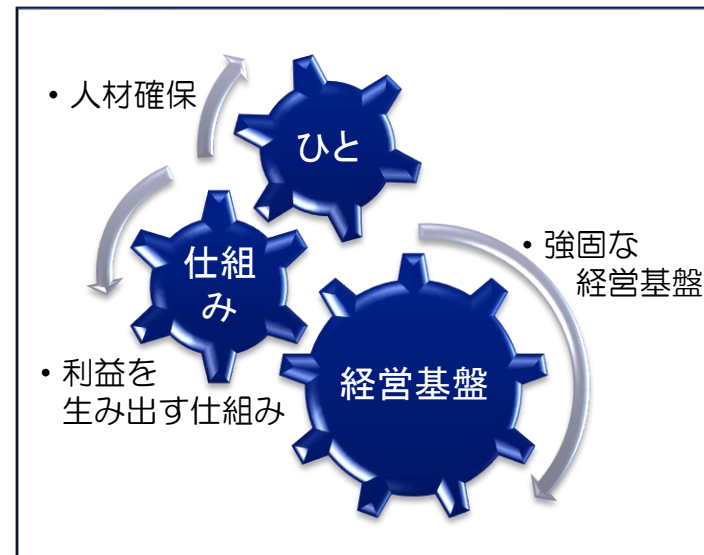 ・人材確保
ひと
仕組
み
・強固な
経営基盤
・利益を
生み出す仕組み
経営基盤